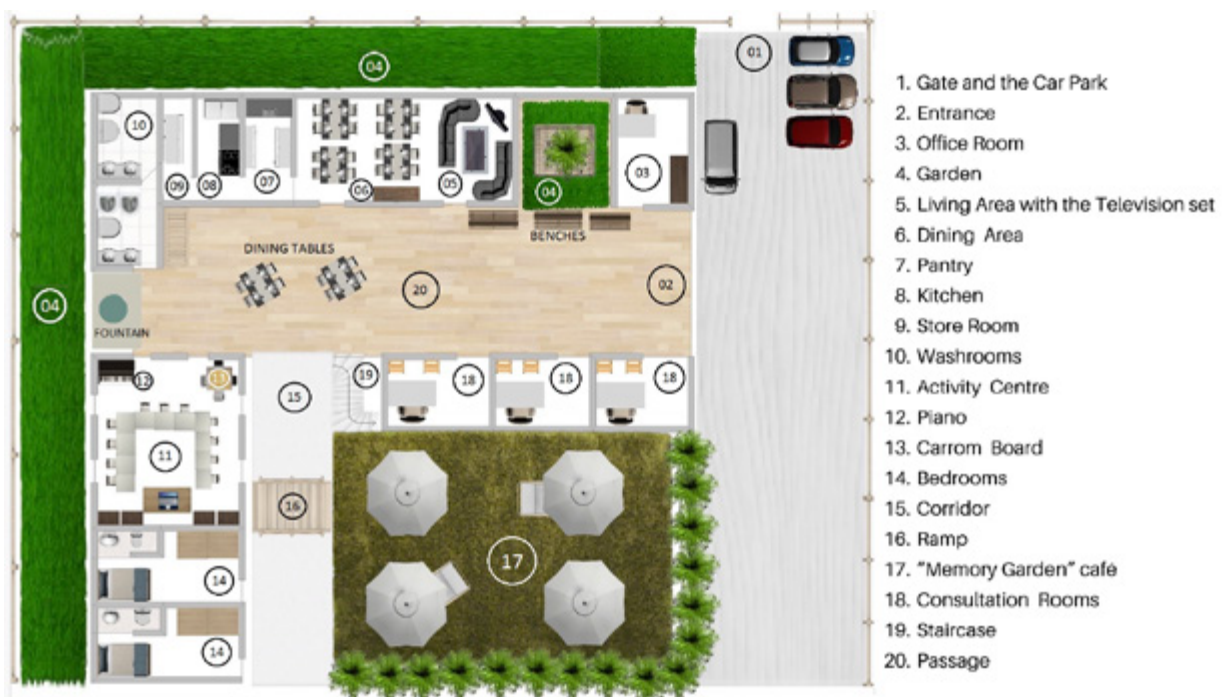 01
04
10
09
08
07
06
05
04
03
DINING TABLES
BENCHES
04
20
02
FOUNTAIN
12
13
15
19
18
18
18
11
16
17
14
14
1. Gate and the Car Park
2. Entrance
3. Office Room
4. Garden
5. Living Area with the Television set
6. Dining Area
7. Pantry
8. Kitchen
9. Store Room
10. Washrooms
11. Activity Centre
12. Piano
13. Carrom Board
14. Bedrooms
15. Corridor
16. Ramp
17. "Memory Garden" café
18. Consultation Rooms
19. Staircase
20. Passage